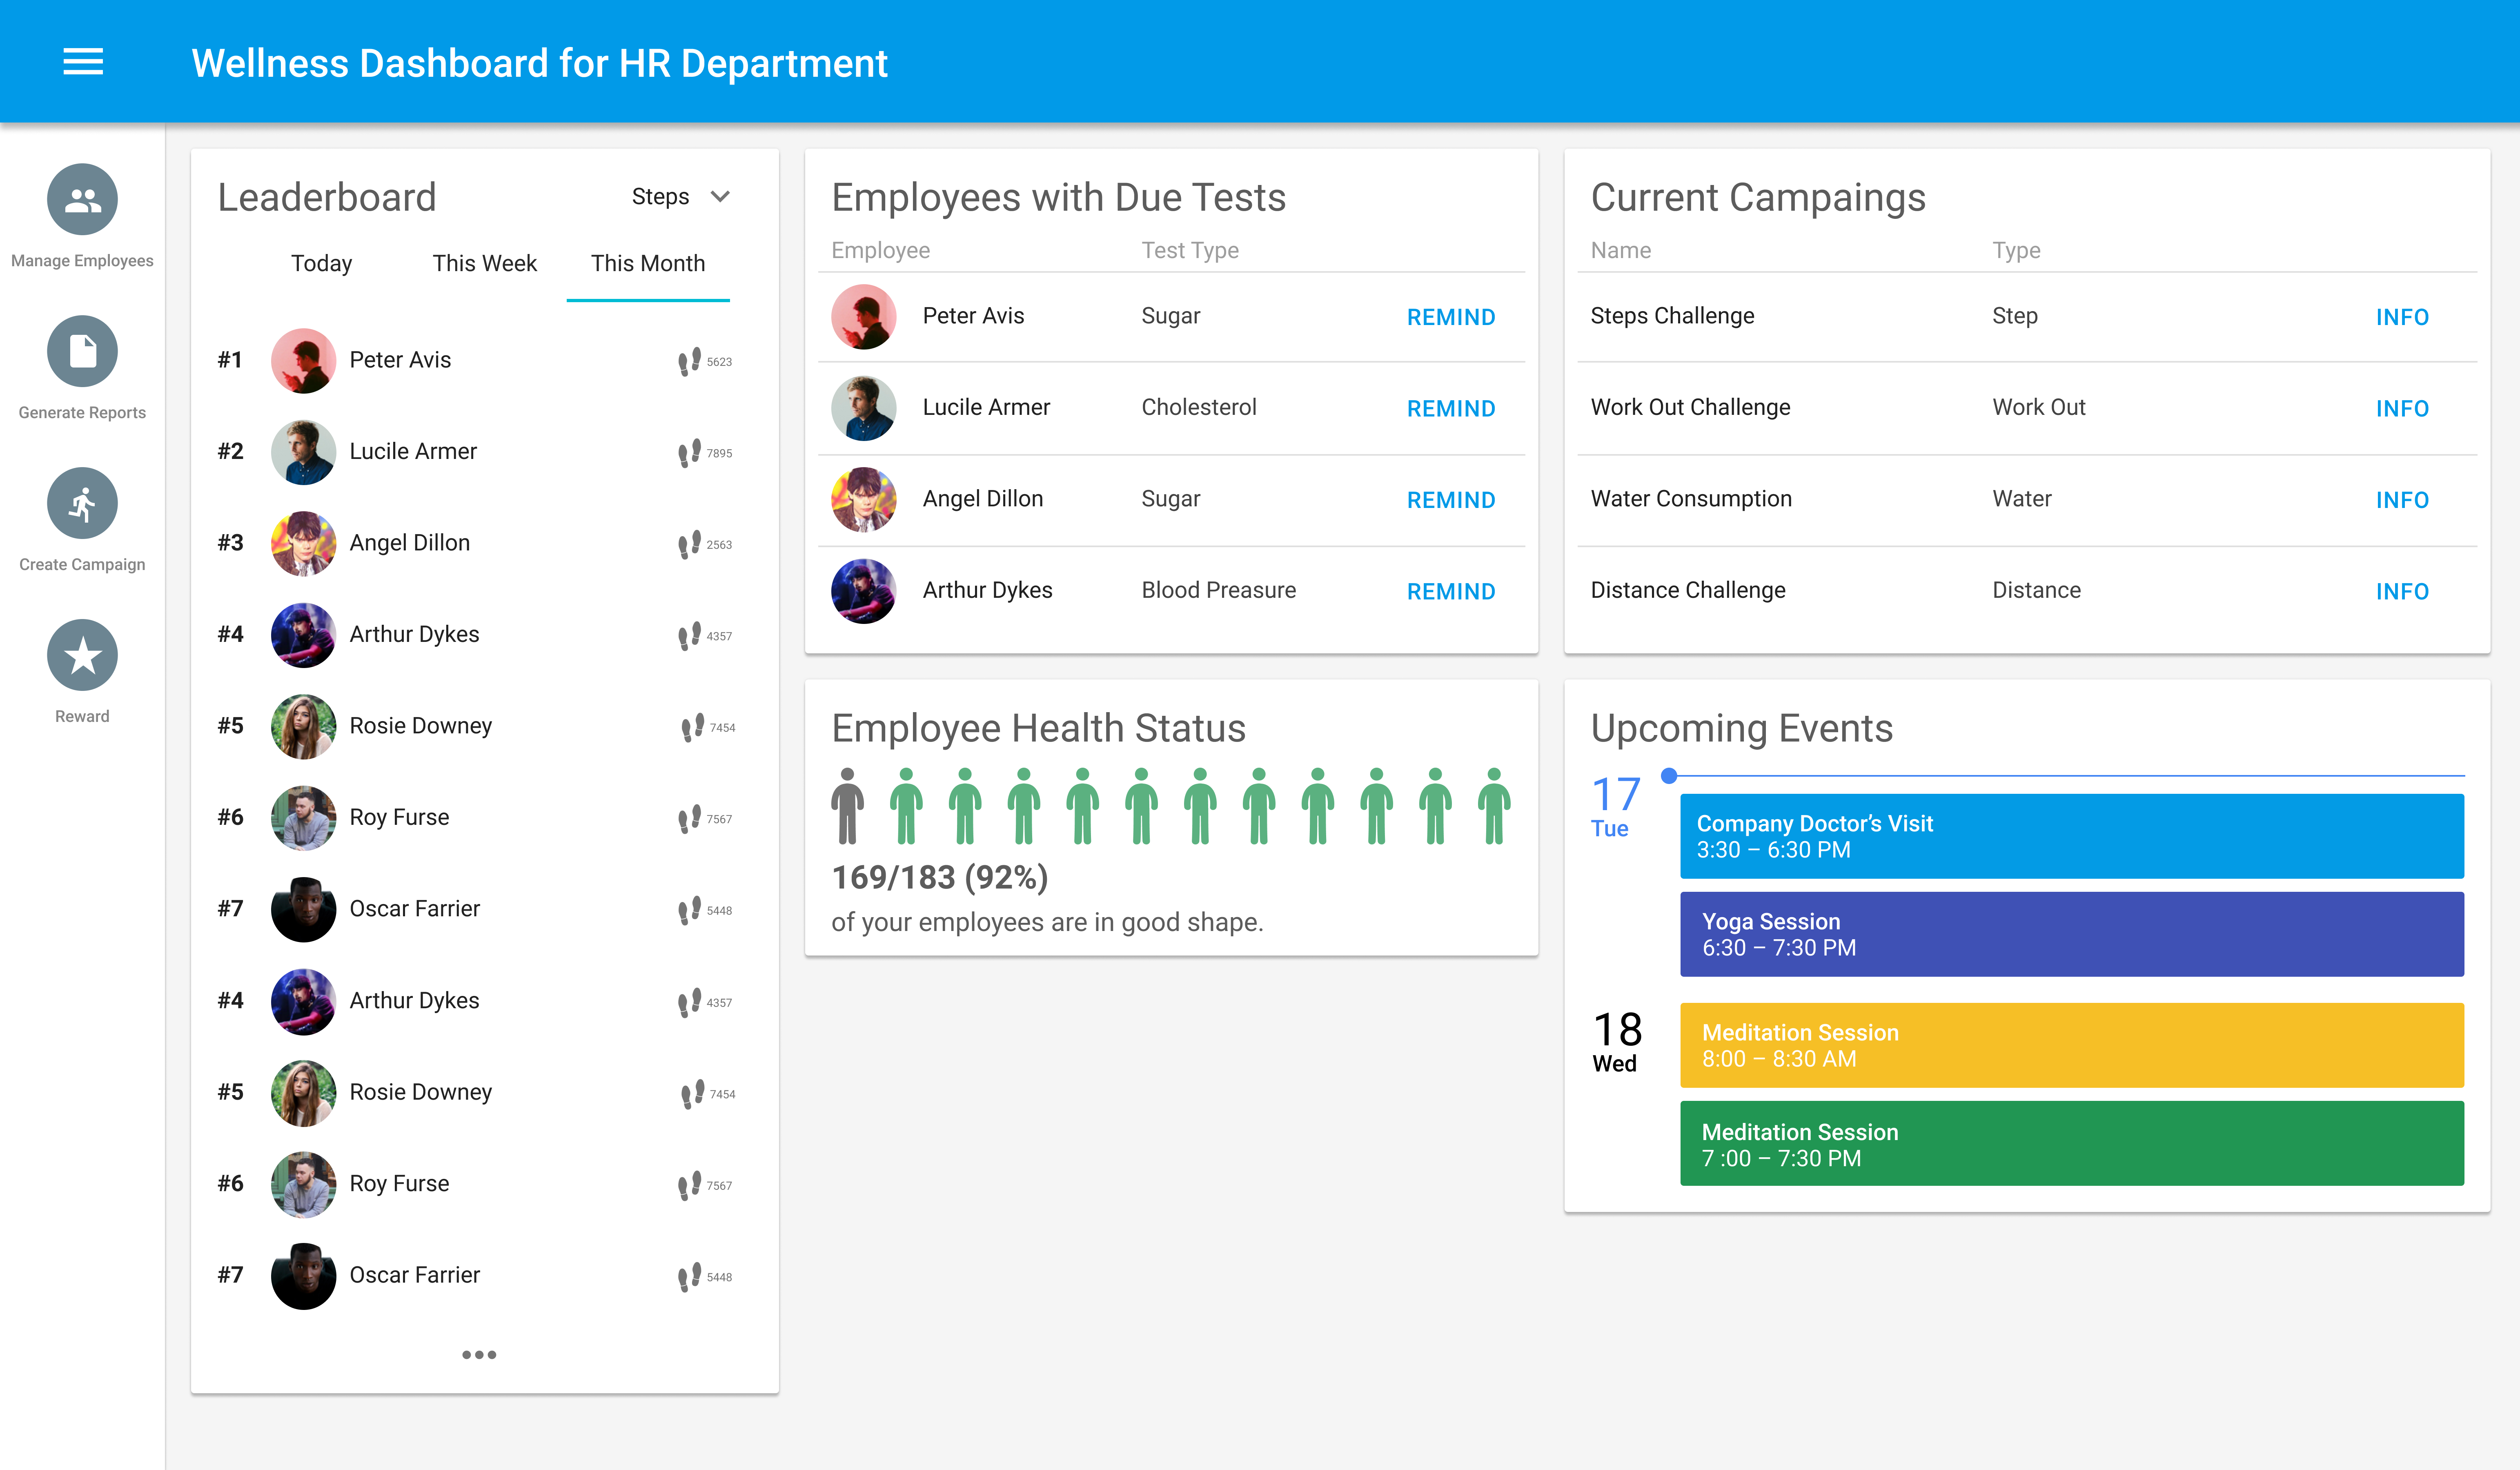 Wellness Dashboard for HR Department
Manage Employees
Generate Reports
Create Campaign
Reward
Leaderboard
Steps
Today This Week This Month
#1 Peter Avis 5623
#2 Lucile Armer 7895
#3 Angel Dillon 2563
#4 Arthur Dykes 4357
#5 Rosie Downey 7454
#6 Roy Furse 7567
#7 Oscar Farrier 5448
#4 Arthur Dykes 4357
#5 Rosie Downey 7454
#6 Roy Furse 7567
#7 Oscar Farrier 5448
Employees with Due Tests
Employee Test Type
Peter Avis Sugar REMIND
Lucile Armer Cholesterol REMIND
Angel Dillon Sugar REMIND
Arthur Dykes Blood Preasure REMIND
Current Campaings
Name Type
Steps Challenge Step INFO
Work Out Challenge Work Out INFO
Water Consumption Water INFO
Distance Challenge Distance INFO
Employee Health Status
169/183 (92%)
of your employees are in good shape.
Upcoming Events
17
Tue
Company Doctor’s Visit
3:30 – 6:30 PM
Yoga Session
6:30 – 7:30 PM
18
Wed
Meditation Session
8:00 – 8:30 AM
Meditation Session
7 :00 – 7:30 PM